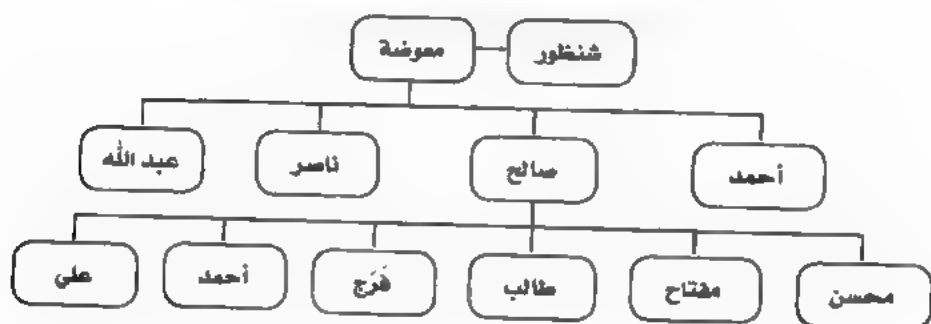 شنظور
معوضة
أحمد
صالح
ناصر
عبد الله
محسن
مفتاح
طالب
فَرَج
أحمد
علي